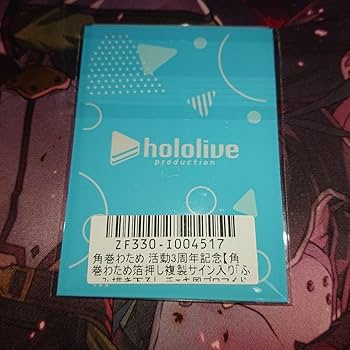 hololive
production
ZF330-I004517
角巻わため 活動3周年記念【角
巻わため箔押し複製サイン入り「ふ